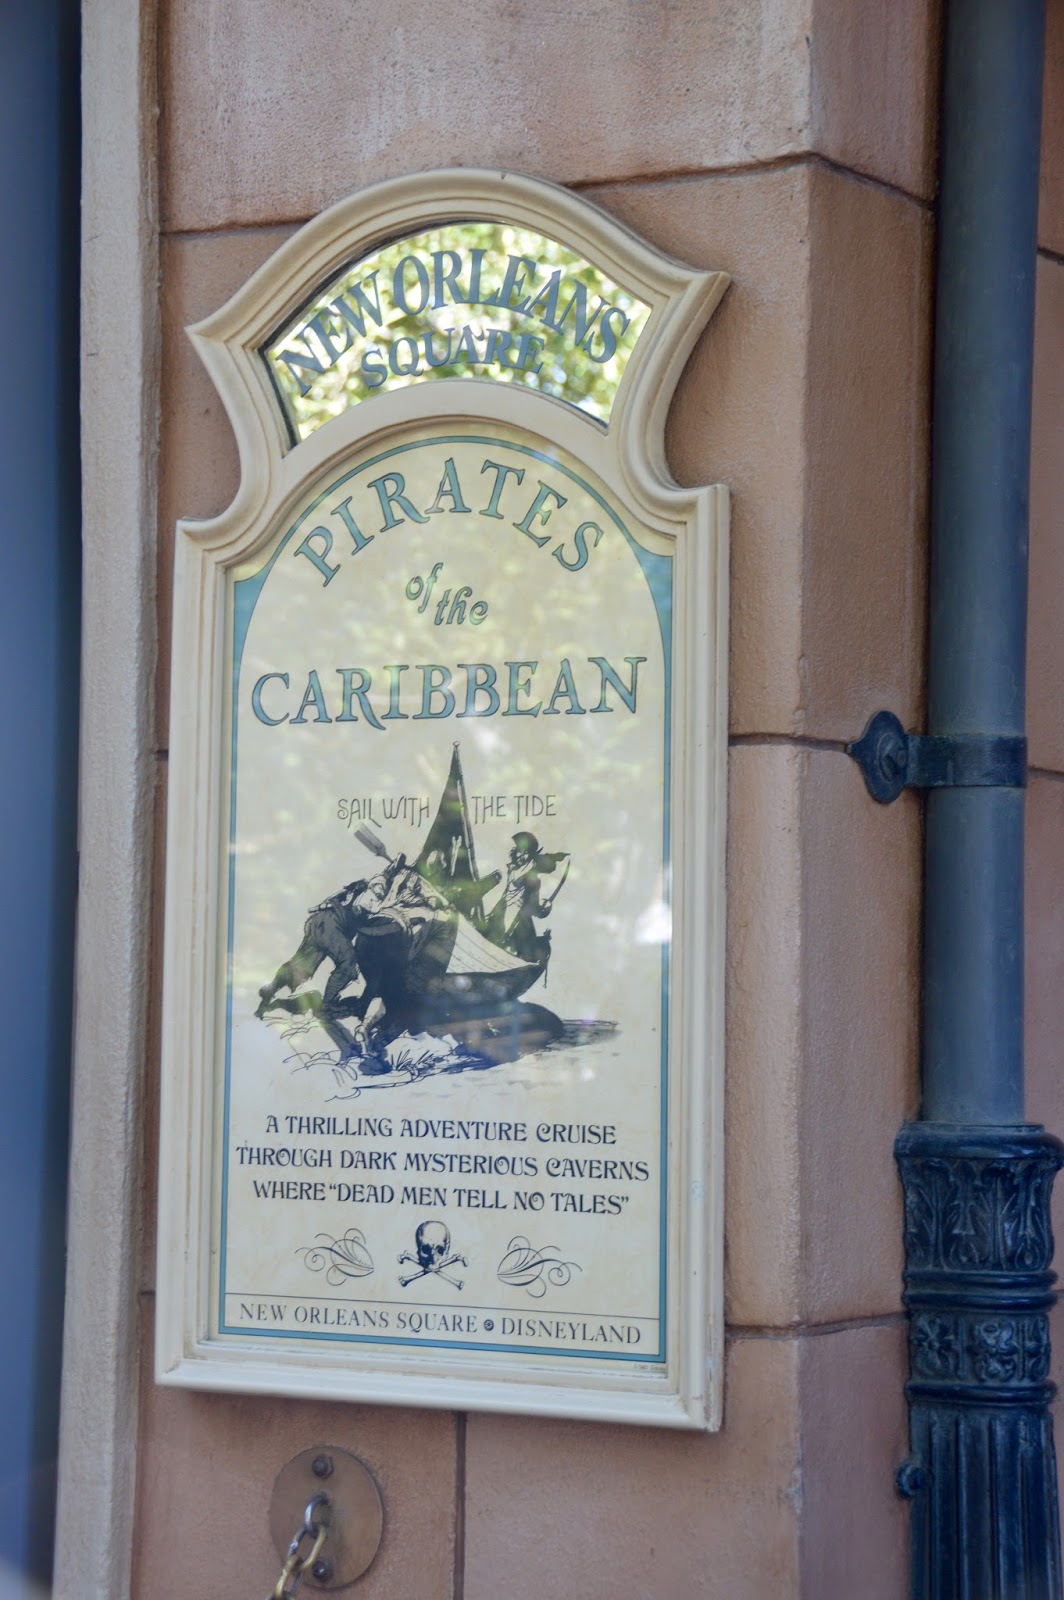 NEW ORLEANS
SQUARE
PIRATES
of the
CARIBBEAN
SAIL WITH THE TIDE
A THRILLING ADVENTURE CRUISE
THROUGH DARK MYSTERIOUS CAVERNS
WHERE "DEAD MEN TELL NO TALES"
NEW ORLEANS SQUARE • DISNEYLAND